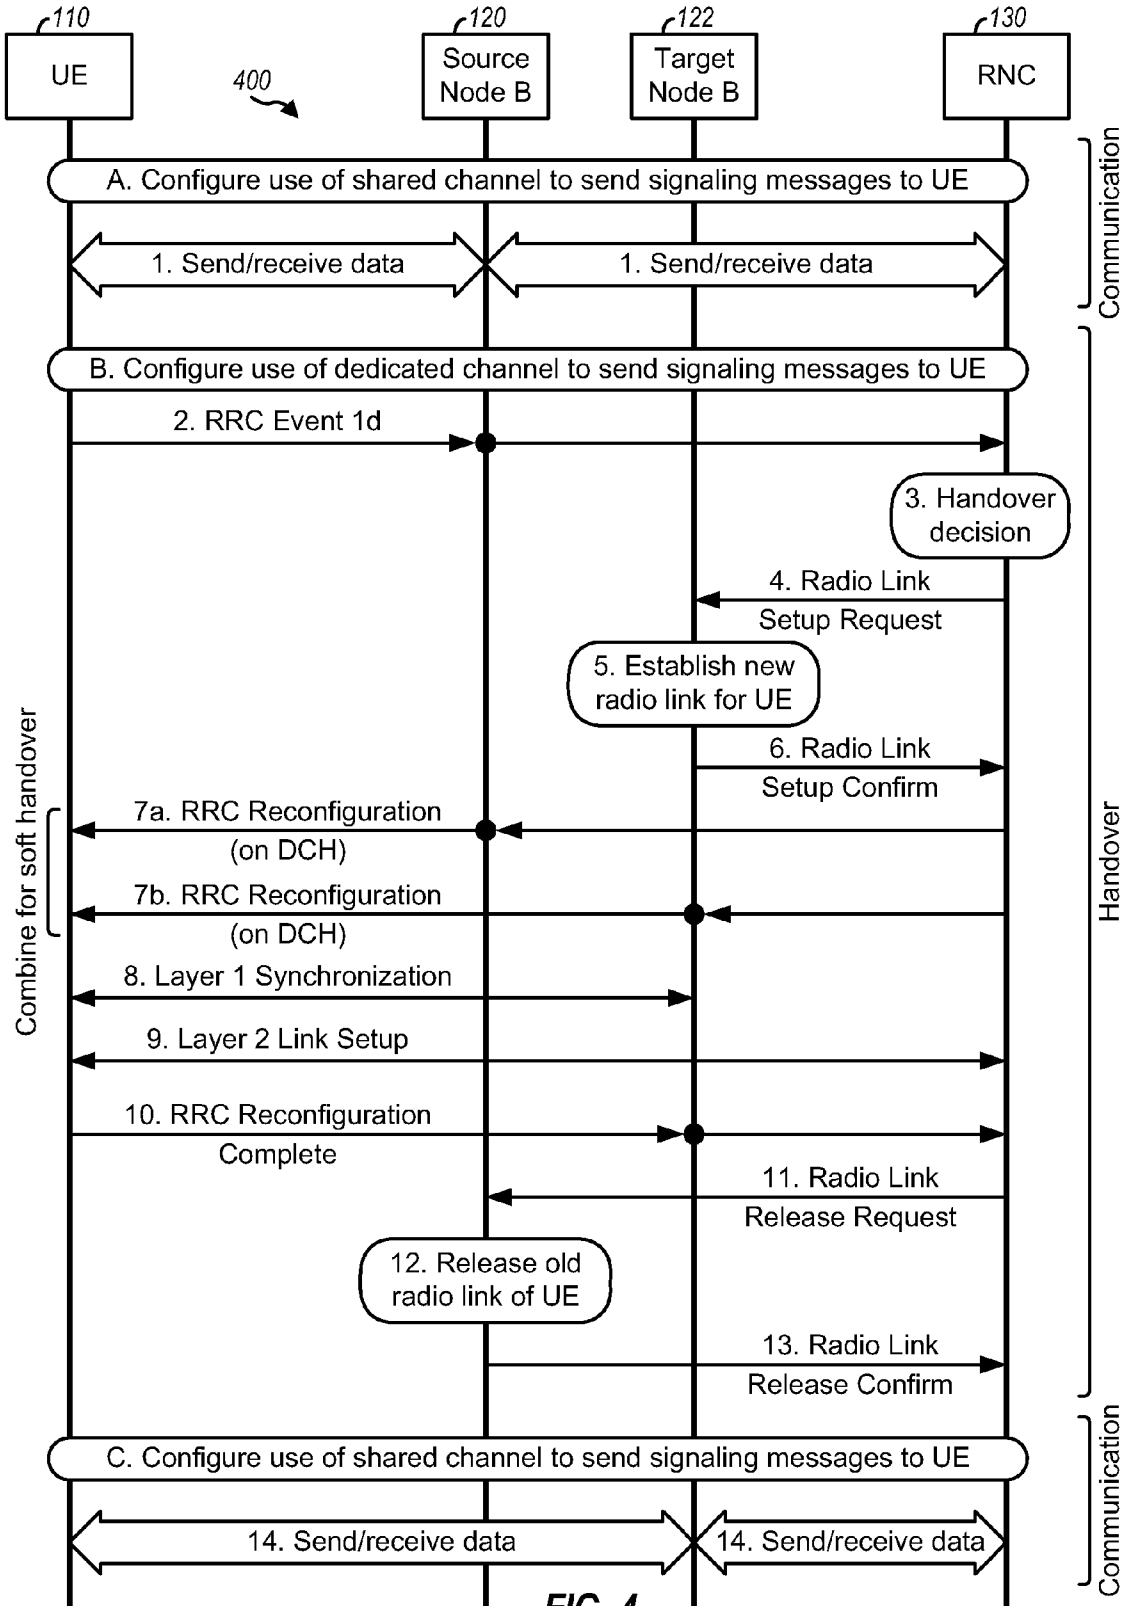 110
120
122
130
UE
Source
Node B
Target
Node B
RNC
400
A. Configure use of shared channel to send signaling messages to UE
1. Send/receive data
1. Send/receive data
Communication
B. Configure use of dedicated channel to send signaling messages to UE
2. RRC Event 1d
3. Handover
decision
4. Radio Link
Setup Request
5. Establish new
radio link for UE
6. Radio Link
Setup Confirm
7a. RRC Reconfiguration
(on DCH)
7b. RRC Reconfiguration
(on DCH)
Combine for soft handover
Handover
8. Layer 1 Synchronization
9. Layer 2 Link Setup
10. RRC Reconfiguration
Complete
11. Radio Link
Release Request
12. Release old
radio link of UE
13. Radio Link
Release Confirm
C. Configure use of shared channel to send signaling messages to UE
14. Send/receive data
14. Send/receive data
Communication
FIG. 4